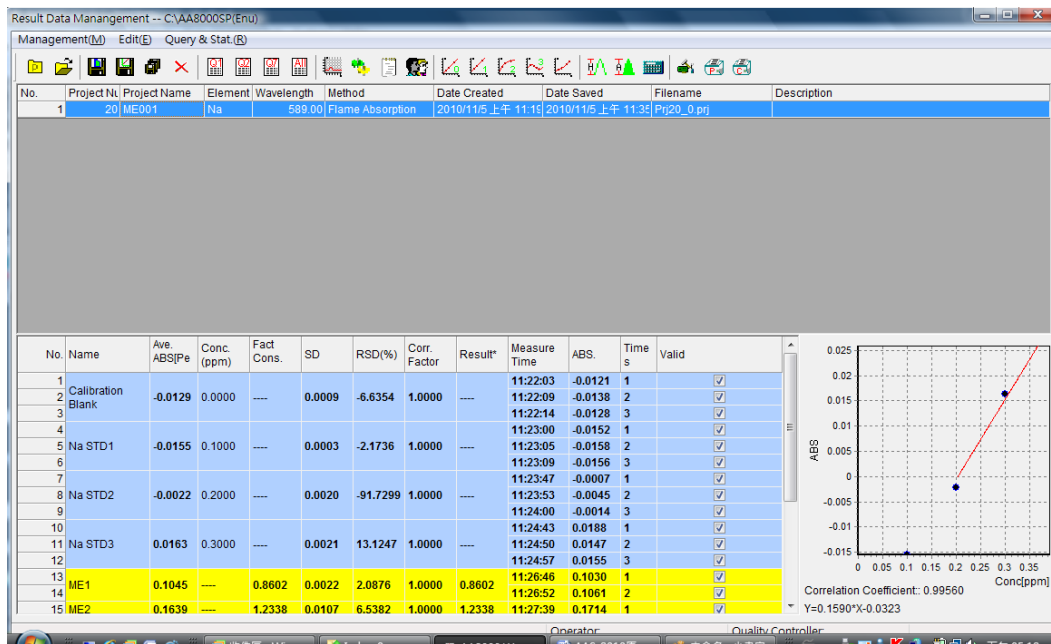 Result Data Manangement -- C:\AA8000SP(Enu)
Management(M) Edit(E) Query & Stat.(R)
No. Project Nu Project Name Element Wavelength Method Date Created Date Saved Filename Description
1 20 ME001 Na 589.00 Flame Absorption 2010/11/5 上午 11:19 2010/11/5 上午 11:35 Prj20_0.prj
No. Name Ave. ABS[Pe Conc. (ppm) Fact Cons. SD RSD(%) Corr. Factor Result* Measure Time ABS. Time s Valid
1 11:22:03 -0.0121 1
2 Calibration Blank -0.0129 0.0000 ---- 0.0009 -6.6354 1.0000 ---- 11:22:09 -0.0138 2
3 11:22:14 -0.0128 3
4 11:23:00 -0.0152 1
5 Na STD1 -0.0155 0.1000 ---- 0.0003 -2.1736 1.0000 ---- 11:23:05 -0.0158 2
6 11:23:09 -0.0156 3
7 11:23:47 -0.0007 1
8 Na STD2 -0.0022 0.2000 ---- 0.0020 -91.7299 1.0000 ---- 11:23:53 -0.0045 2
9 11:24:00 -0.0014 3
10 11:24:43 0.0188 1
11 Na STD3 0.0163 0.3000 ---- 0.0021 13.1247 1.0000 ---- 11:24:50 0.0147 2
12 11:24:57 0.0155 3
13 ME1 0.1045 ---- 0.8602 0.0022 2.0876 1.0000 0.8602 11:26:46 0.1030 1
14 11:26:52 0.1061 2
15 ME2 0.1639 ---- 1.2338 0.0107 6.5382 1.0000 1.2338 11:27:39 0.1714 1
0.025
0.02
0.015
0.01
0.005
0
-0.005
-0.01
-0.015
ABS
0 0.05 0.1 0.15 0.2 0.25 0.3 0.35
Conc[ppm]
Correlation Coefficient:: 0.99560
Y=0.1590*X-0.0323
Operator: Quality Controller: